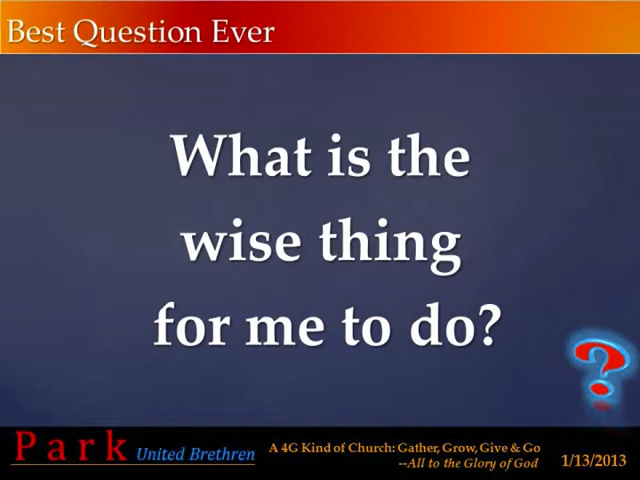 Best Question Ever
What is the
wise thing
for me to do?
Park United Brethren
A 4G Kind of Church: Gather, Grow, Give & Go
--All to the Glory of God
1/13/2013